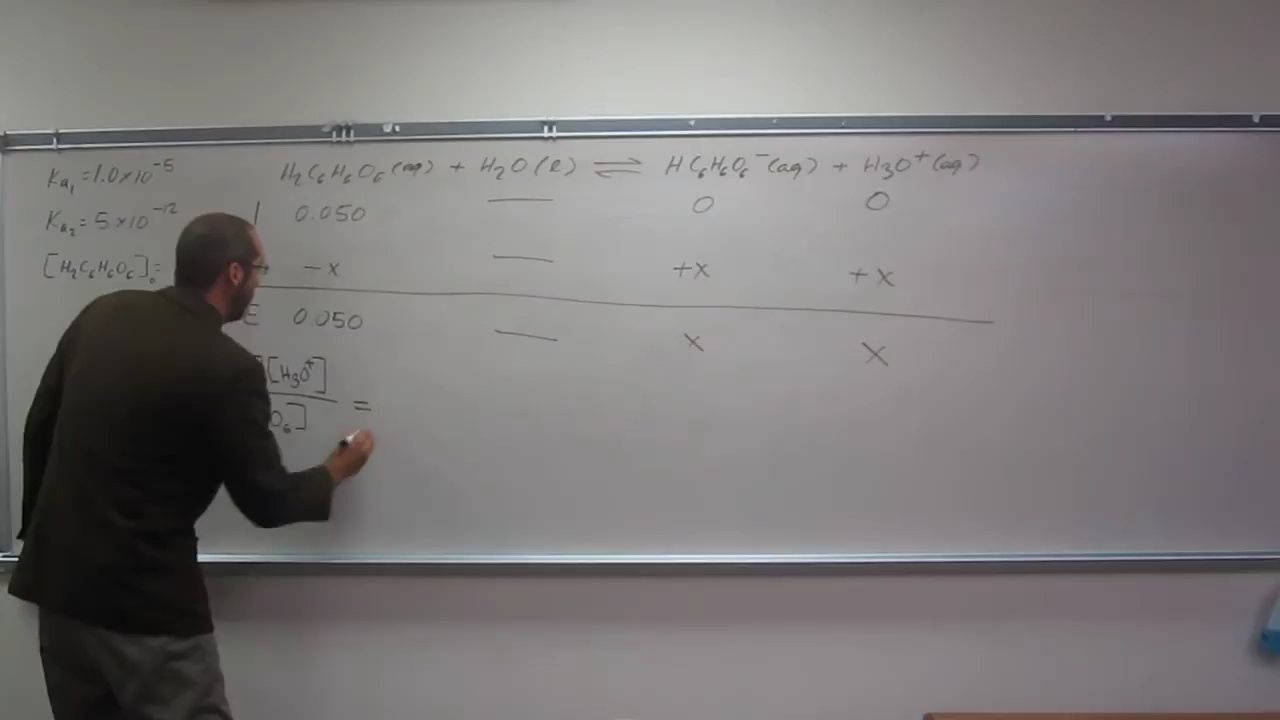 Ka₁ = 1.0×10⁻⁵
H₂C₆H₆O₆(aq) + H₂O(ℓ) ⇌ HC₆H₆O₆⁻(aq) + H₃O⁺(aq)
Ka₂ = 5×10⁻¹²
I 0.050 — 0 0
[H₂C₆H₆O₆]₀ =
-x — +x +x
E 0.050 — x x
[H₃O⁺]
O₆] =